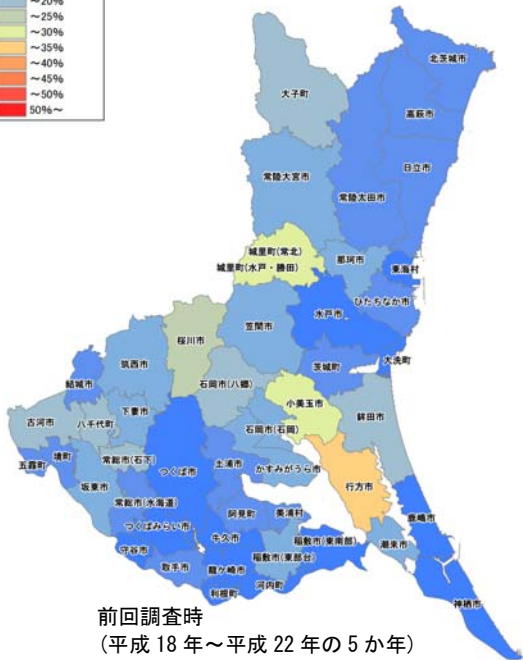 ~20%
~25%
~30%
~35%
~40%
~45%
~50%
50%~
北茨城市
大子町
高萩市
日立市
常陸大宮市
常陸太田市
城里町(常北)
城里町(水戸・勝田)
那珂市
東海村
ひたちなか市
水戸市
笠間市
桜川市
茨城町
大洗町
筑西市
結城市
石岡市(八郷)
小美玉市
鉾田市
古河市
八千代町
下妻市
石岡市(石岡)
五霞町
境町
常総市(石下)
つくば市
土浦市
かすみがうら市
坂東市
行方市
常総市(水海道)
阿見町
美浦村
鹿嶋市
つくばみらい市
牛久市
稲敷市(東南部)
潮来市
守谷市
稲敷市(東部台)
取手市
龍ケ崎市
河内町
利根町
神栖市
前回調査時
(平成 18 年~平成 22 年の 5 か年)